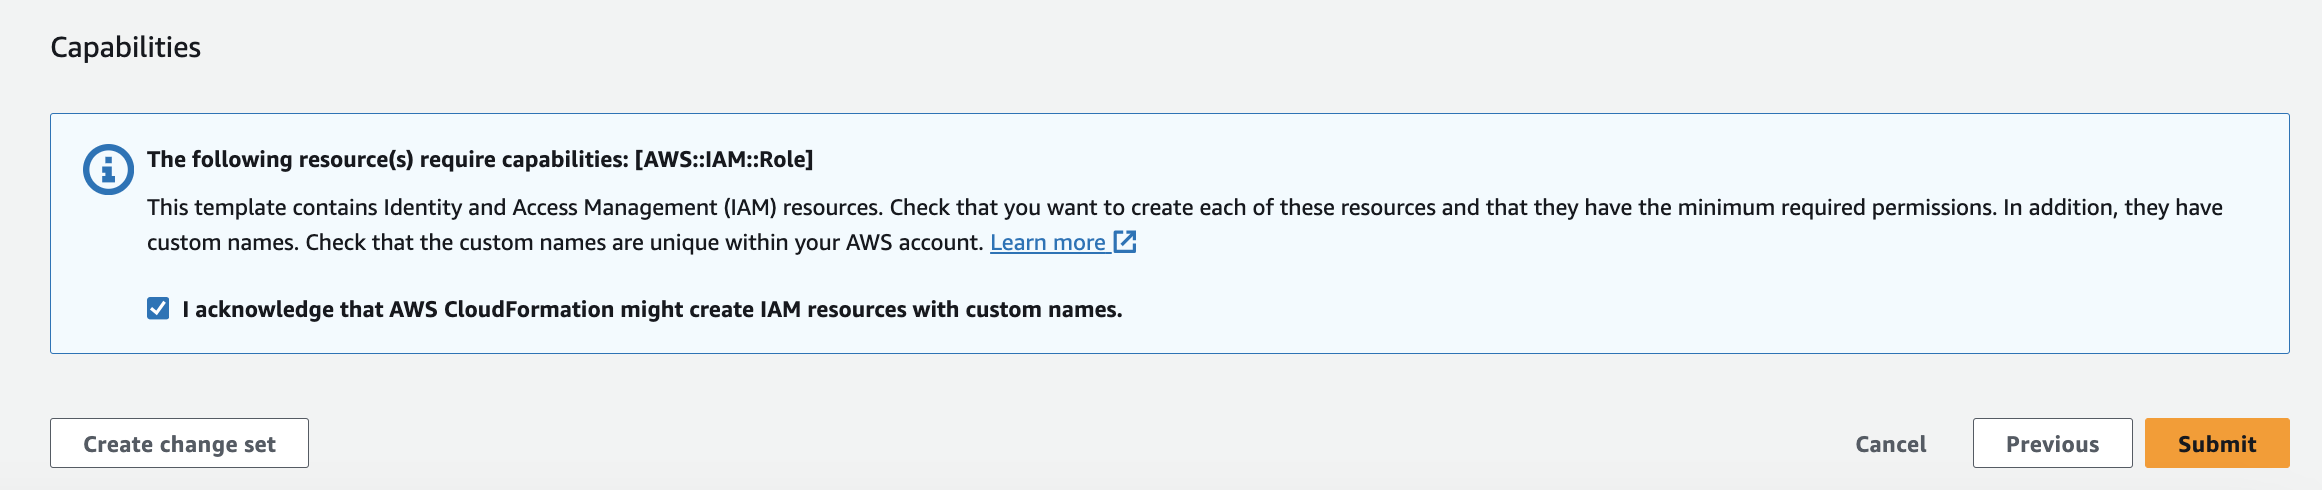 Capabilities
The following resource(s) require capabilities: [AWS::IAM::Role]
This template contains Identity and Access Management (IAM) resources. Check that you want to create each of these resources and that they have the minimum required permissions. In addition, they have
custom names. Check that the custom names are unique within your AWS account. Learn more
I acknowledge that AWS CloudFormation might create IAM resources with custom names.
Create change set
Cancel
Previous
Submit